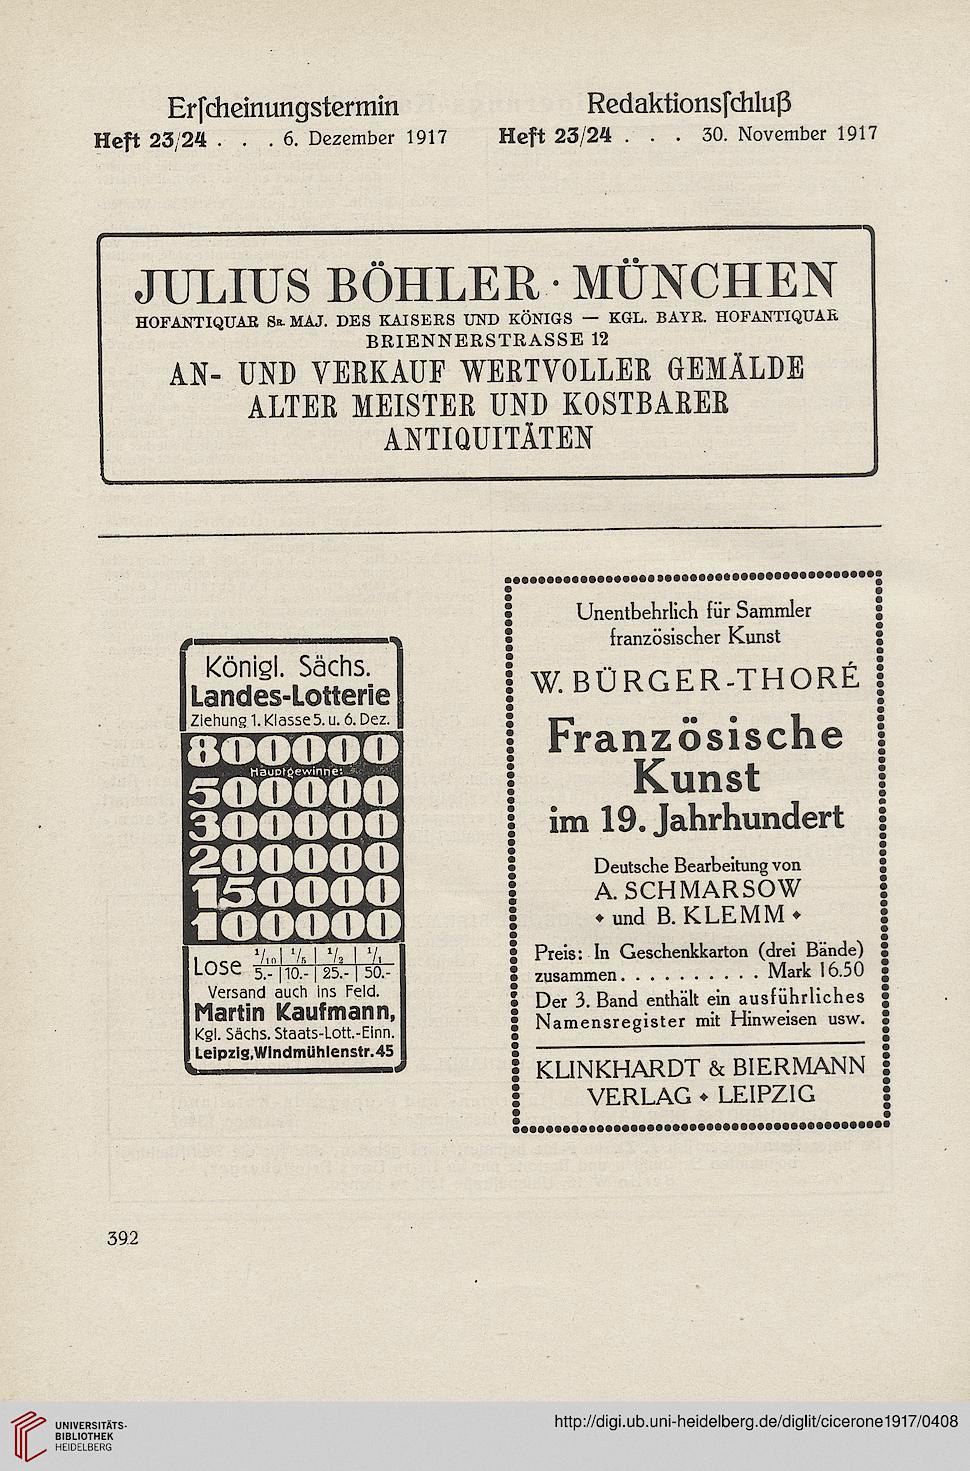 Erſcheinungstermin
Heft 23/24 . . . 6. Dezember 1917
Redaktionsſchluß
Heft 23/24 . . . 30. November 1917
JULIUS BÖHLER · MÜNCHEN
HOFANTIQUAR SR. MAJ. DES KAISERS UND KÖNIGS — KGL. BAYR. HOFANTIQUAR
BRIENNERSTRASSE 12
AN- UND VERKAUF WERTVOLLER GEMÄLDE
ALTER MEISTER UND KOSTBARER
ANTIQUITÄTEN
Königl. Sächs.
Landes-Lotterie
Ziehung 1. Klasse 5. u. 6. Dez.
800000
Hauptgewinne:
500000
300000
200000
150000
100000
Lose 1/10 | 1/5 | 1/2 | 1/1
5.- | 10.- | 25.- | 50.-
Versand auch ins Feld.
Martin Kaufmann,
Kgl. Sächs. Staats-Lott.-Einn.
Leipzig, Windmühlenstr. 45
Unentbehrlich für Sammler
französischer Kunst
W. BÜRGER-THORÉ
Französische
Kunst
im 19. Jahrhundert
Deutsche Bearbeitung von
A. SCHMARSOW
♦ und B. KLEMM ♦
Preis: In Geschenkkarton (drei Bände)
zusammen . . . . . . . . . . Mark 16.50
Der 3. Band enthält ein ausführliches
Namensregister mit Hinweisen usw.
KLINKHARDT & BIERMANN
VERLAG ♦ LEIPZIG
392
UNIVERSITÄTS-
BIBLIOTHEK
HEIDELBERG
http://digi.ub.uni-heidelberg.de/diglit/cicerone1917/0408